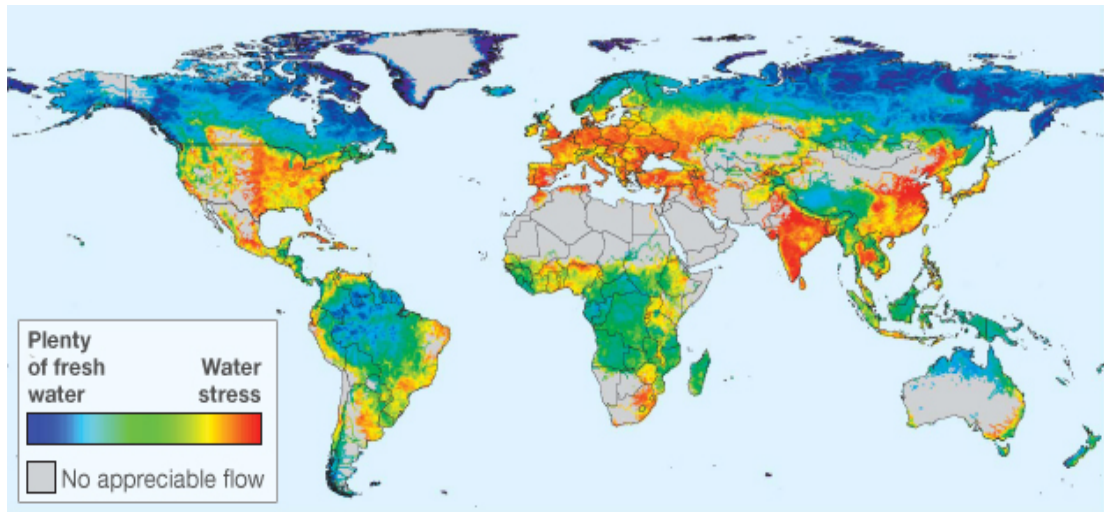 Plenty
of fresh Water
water stress
No appreciable flow